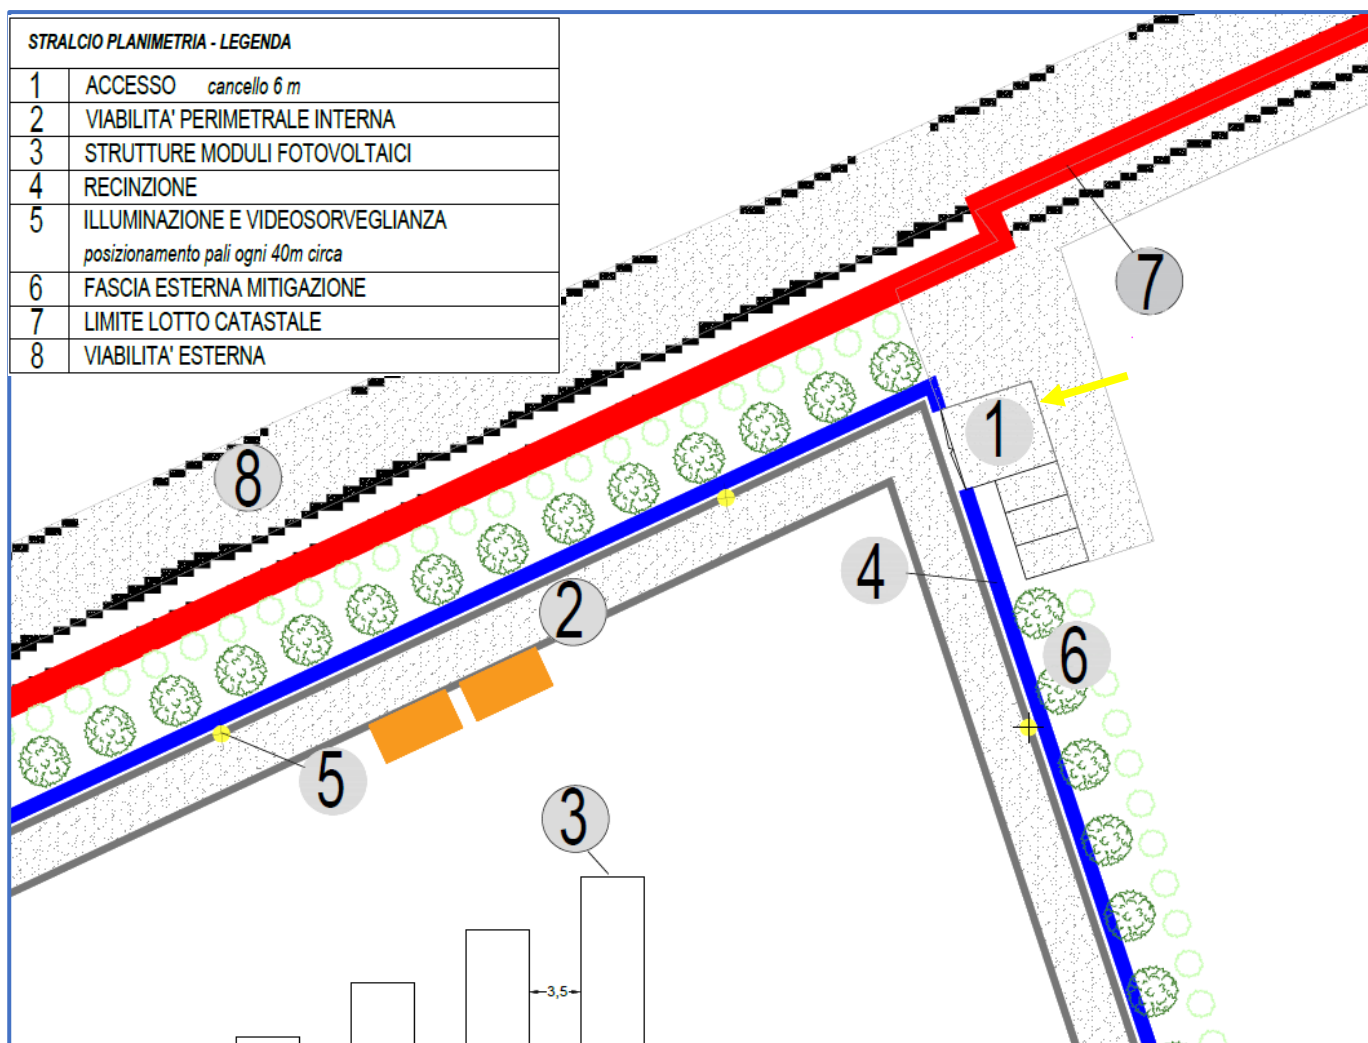 STRALCIO PLANIMETRIA - LEGENDA
1 ACCESSO cancello 6 m
2 VIABILITA' PERIMETRALE INTERNA
3 STRUTTURE MODULI FOTOVOLTAICI
4 RECINZIONE
5 ILLUMINAZIONE E VIDEOSORVEGLIANZA
posizionamento pali ogni 40m circa
6 FASCIA ESTERNA MITIGAZIONE
7 LIMITE LOTTO CATASTALE
8 VIABILITA' ESTERNA
7
1
8
4
2
6
5
3
3,5